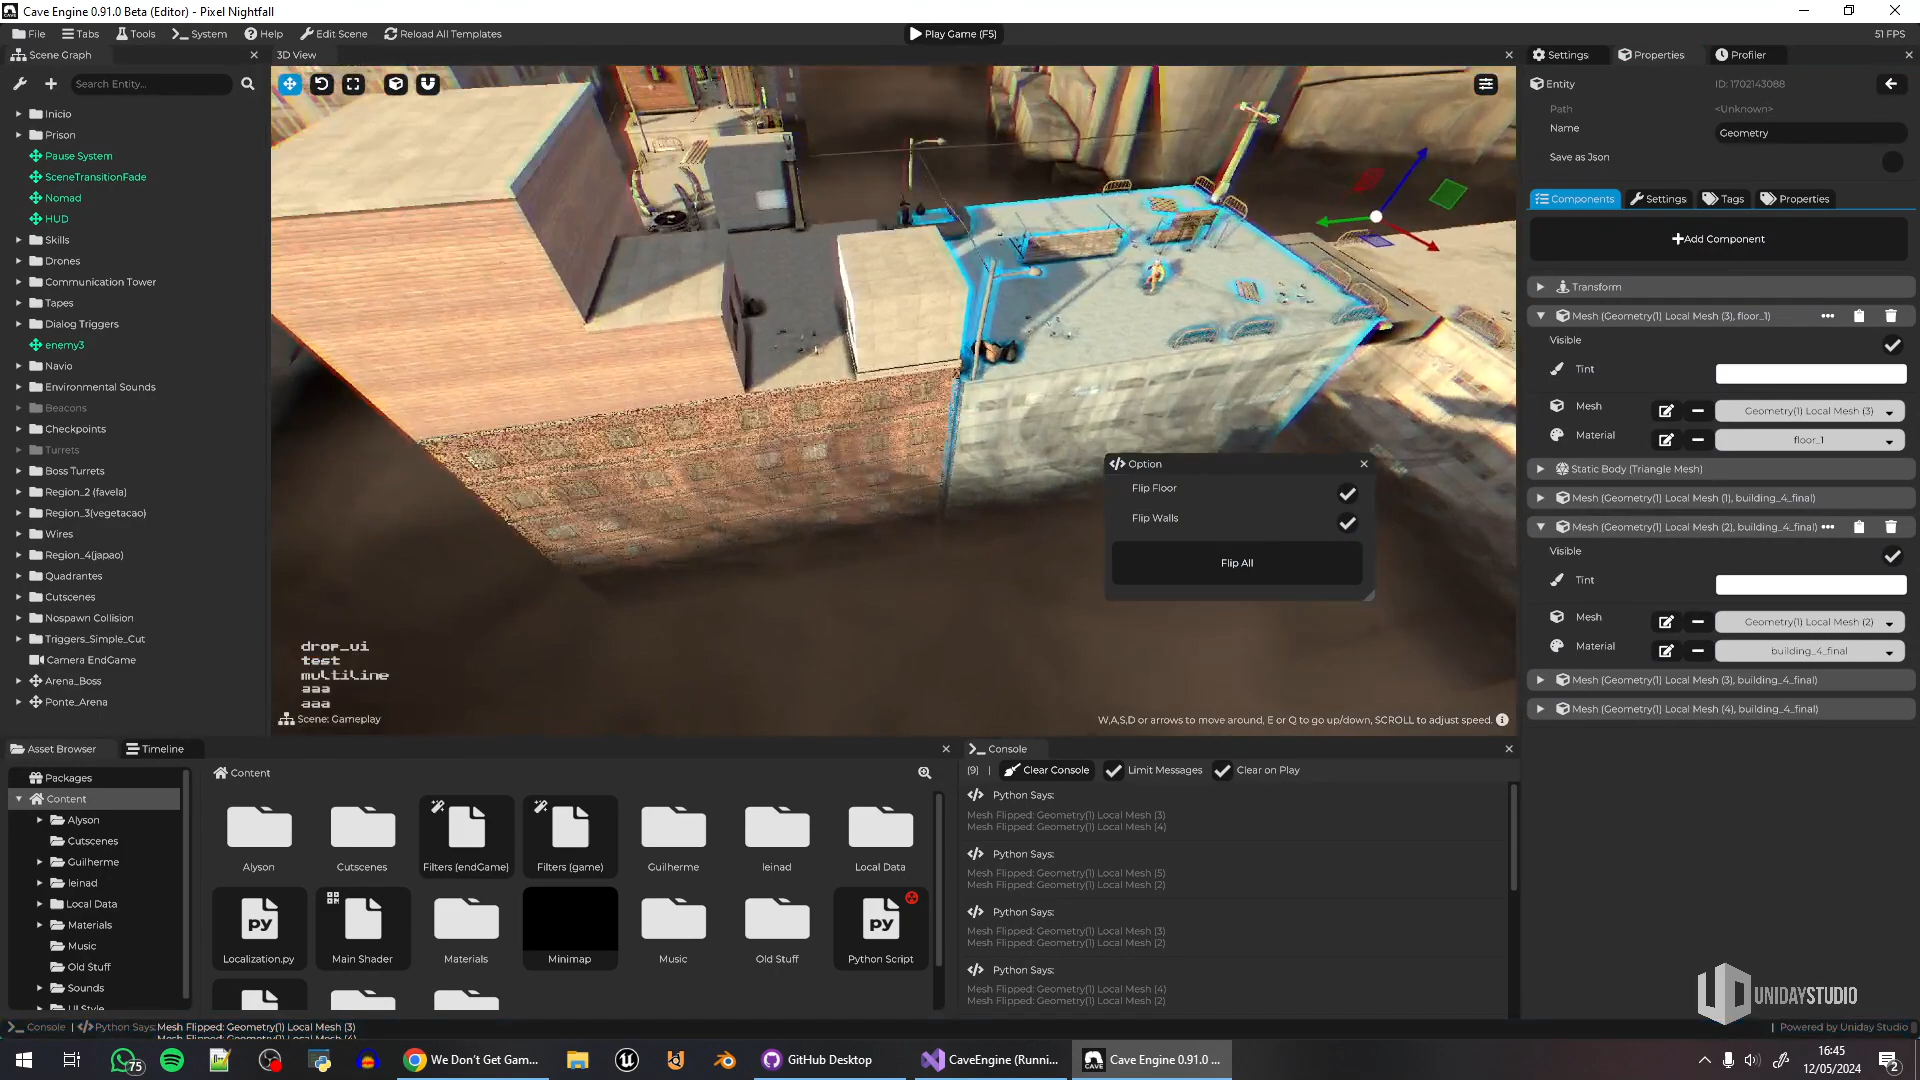 Cave Engine 0.91.0 Beta (Editor) - Pixel Nightfall
File
Tabs
Tools
System
Help
Edit Scene
Reload All Templates
Play Game (F5)
51 FPS
Scene Graph
Search Entity...
Inicio
Prison
Pause System
SceneTransitionFade
Nomad
HUD
Skills
Drones
Communication Tower
Tapes
Dialog Triggers
enemy3
Navio
Environmental Sounds
Beacons
Checkpoints
Turrets
Boss Turrets
Region_2 (favela)
Region_3(vegetacao)
Wires
Region_4(japao)
Quadrantes
Cutscenes
Nospawn Collision
Triggers_Simple_Cut
Camera EndGame
Arena_Boss
Ponte_Arena
3D View
Option
Flip Floor
Flip Walls
Flip All
drop_ui
test
multiline
aaa
aaa
Scene: Gameplay
W,A,S,D or arrows to move around, E or Q to go up/down, SCROLL to adjust speed.
Settings
Properties
Profiler
Entity
ID: 1702143088
Path
<Unknown>
Name
Geometry
Save as Json
Components
Settings
Tags
Properties
Add Component
Transform
Mesh (Geometry(1) Local Mesh (3), floor_1)
Visible
Tint
Mesh
Geometry(1) Local Mesh (3)
Material
floor_1
Static Body (Triangle Mesh)
Mesh (Geometry(1) Local Mesh (1), building_4_final)
Mesh (Geometry(1) Local Mesh (2), building_4_final)
Visible
Tint
Mesh
Geometry(1) Local Mesh (2)
Material
building_4_final
Mesh (Geometry(1) Local Mesh (3), building_4_final)
Mesh (Geometry(1) Local Mesh (4), building_4_final)
Asset Browser
Timeline
Packages
Content
Alyson
Cutscenes
Guilherme
leinad
Local Data
Materials
Music
Old Stuff
Sounds
UI Style
Content
Alyson
Cutscenes
Filters (endGame)
Filters (game)
Guilherme
leinad
Local Data
PY
Localization.py
Main Shader
Materials
Minimap
Music
Old Stuff
PY
Python Script
Console
(9) |
Clear Console
Limit Messages
Clear on Play
Python Says:
Mesh Flipped: Geometry(1) Local Mesh (3)
Mesh Flipped: Geometry(1) Local Mesh (4)
Python Says:
Mesh Flipped: Geometry(1) Local Mesh (5)
Mesh Flipped: Geometry(1) Local Mesh (2)
Python Says:
Mesh Flipped: Geometry(1) Local Mesh (3)
Mesh Flipped: Geometry(1) Local Mesh (2)
Python Says:
Mesh Flipped: Geometry(1) Local Mesh (4)
Mesh Flipped: Geometry(1) Local Mesh (2)
UNIDAYSTUDIO
Console | Python Says: Mesh Flipped: Geometry(1) Local Mesh (3)
Mesh Flipped: Geometry(1) Local Mesh (4)
| Powered by Uniday Studio
75
We Don't Get Gam...
GitHub Desktop
CaveEngine (Runni...
CAVE
Cave Engine 0.91.0 ...
16:45
12/05/2024
2